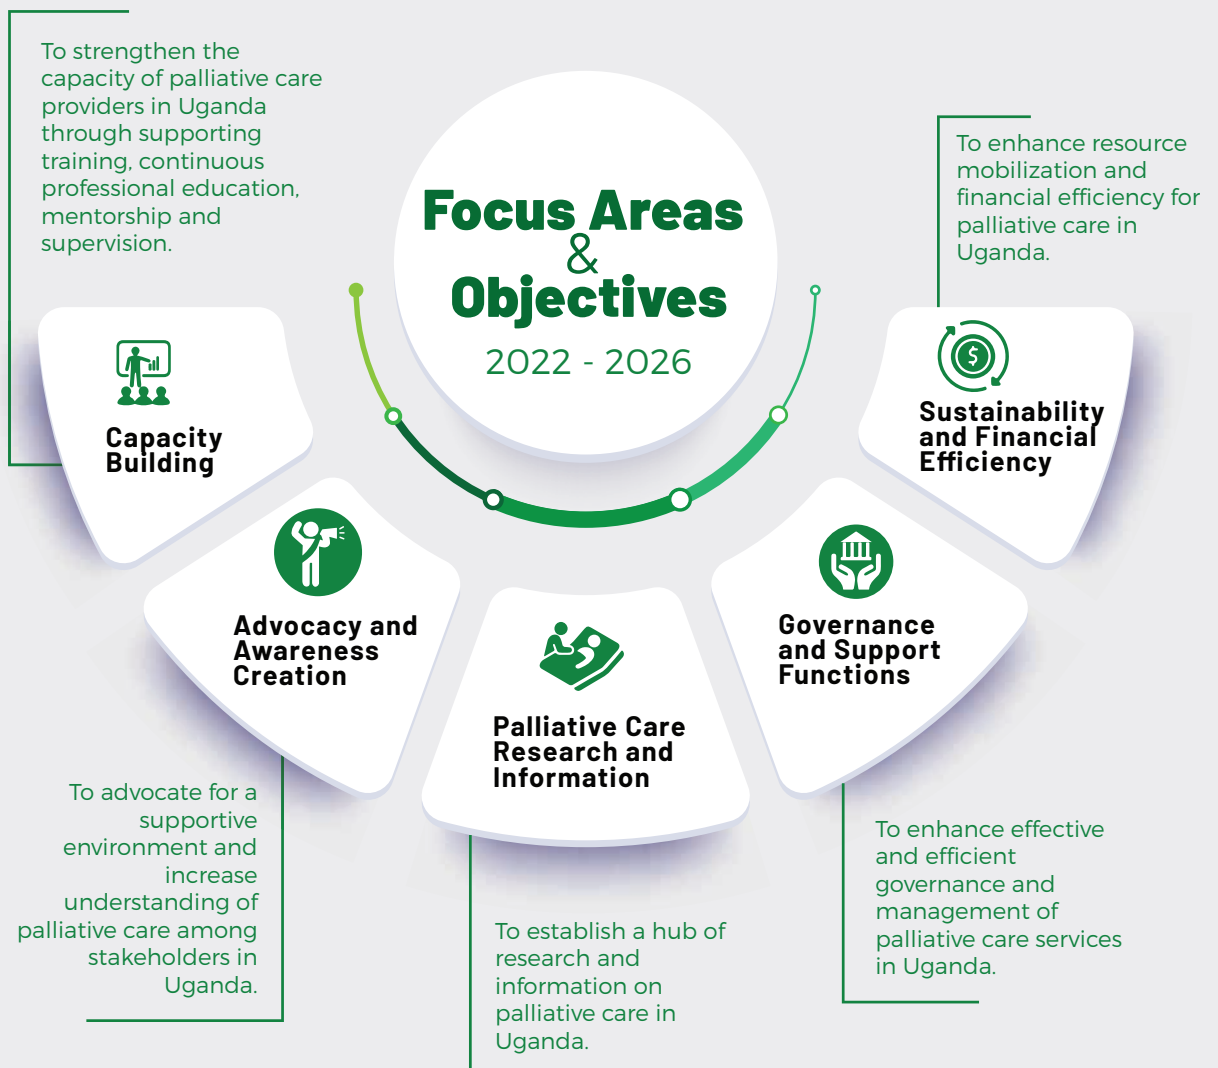 To strengthen the
capacity of palliative care
providers in Uganda
through supporting
training, continuous
professional education,
mentorship and
supervision.
Focus Areas
&
Objectives
2022 - 2026
To enhance resource
mobilization and
financial efficiency for
palliative care in
Uganda.
Capacity
Building
Sustainability
and Financial
Efficiency
$
Advocacy and
Awareness
Creation
Governance
and Support
Functions
Palliative Care
Research and
Information
To advocate for a
supportive
environment and
increase
understanding of
palliative care among
stakeholders in
Uganda.
To establish a hub of
research and
information on
palliative care in
Uganda.
To enhance effective
and efficient
governance and
management of
palliative care services
in Uganda.